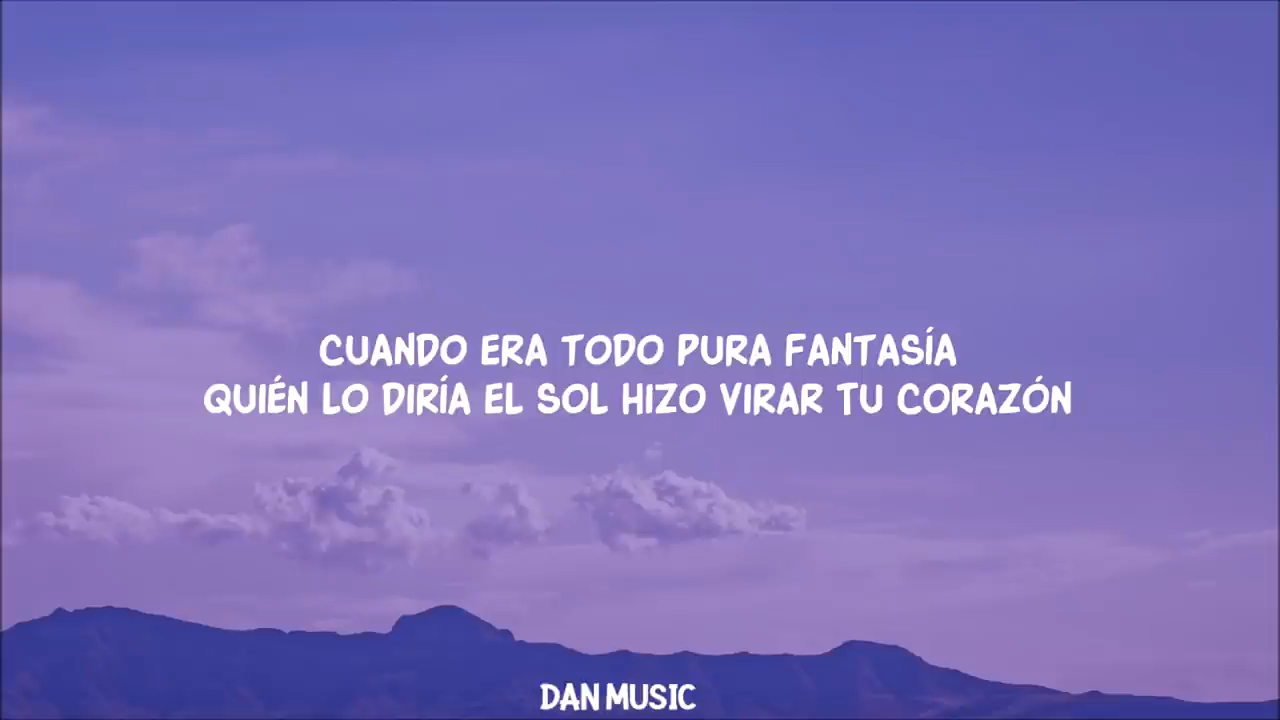 CUANDO ERA TODO PURA FANTASÍA
QUIÉN LO DIRÍA EL SOL HIZO VIRAR TU CORAZÓN
DAN MUSIC